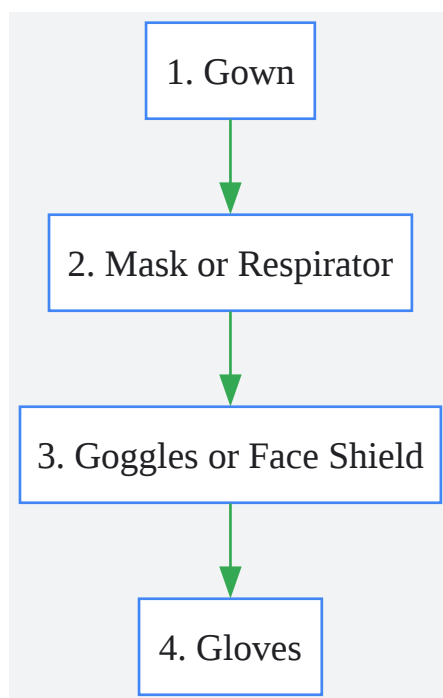 1. Gown
2. Mask or Respirator
3. Goggles or Face Shield
4. Gloves